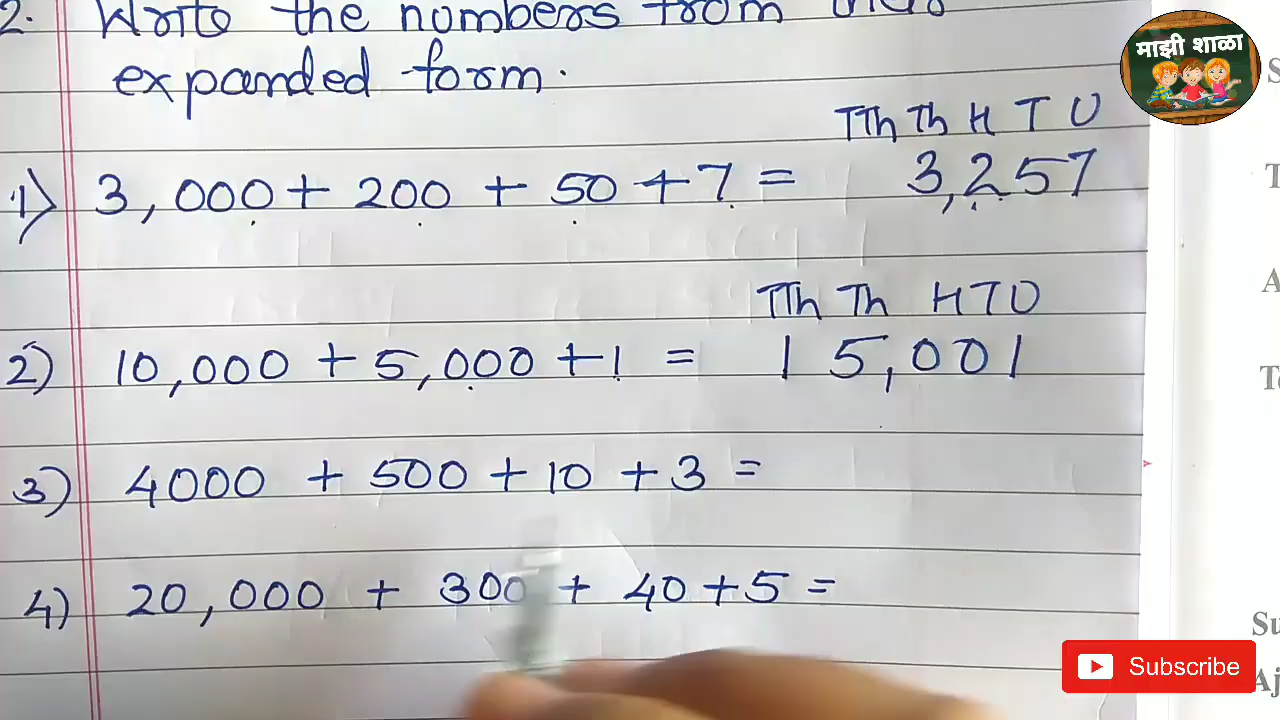 2. Write the numbers from
expanded form.
माझी शाळा
TTh Th H T U
1) 3,000 + 200 + 50 + 7 = 3,257
TTh Th H T U
2) 10,000 + 5,000 + 1 = 15,001
3) 4000 + 500 + 10 + 3 =
4) 20,000 + 300 + 40 + 5 =
Subscribe